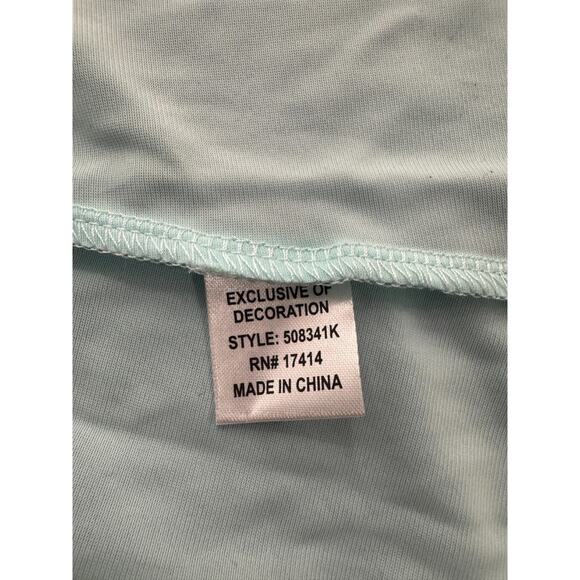 EXCLUSIVE OF
DECORATION
STYLE: 508341K
RN# 17414
MADE IN CHINA